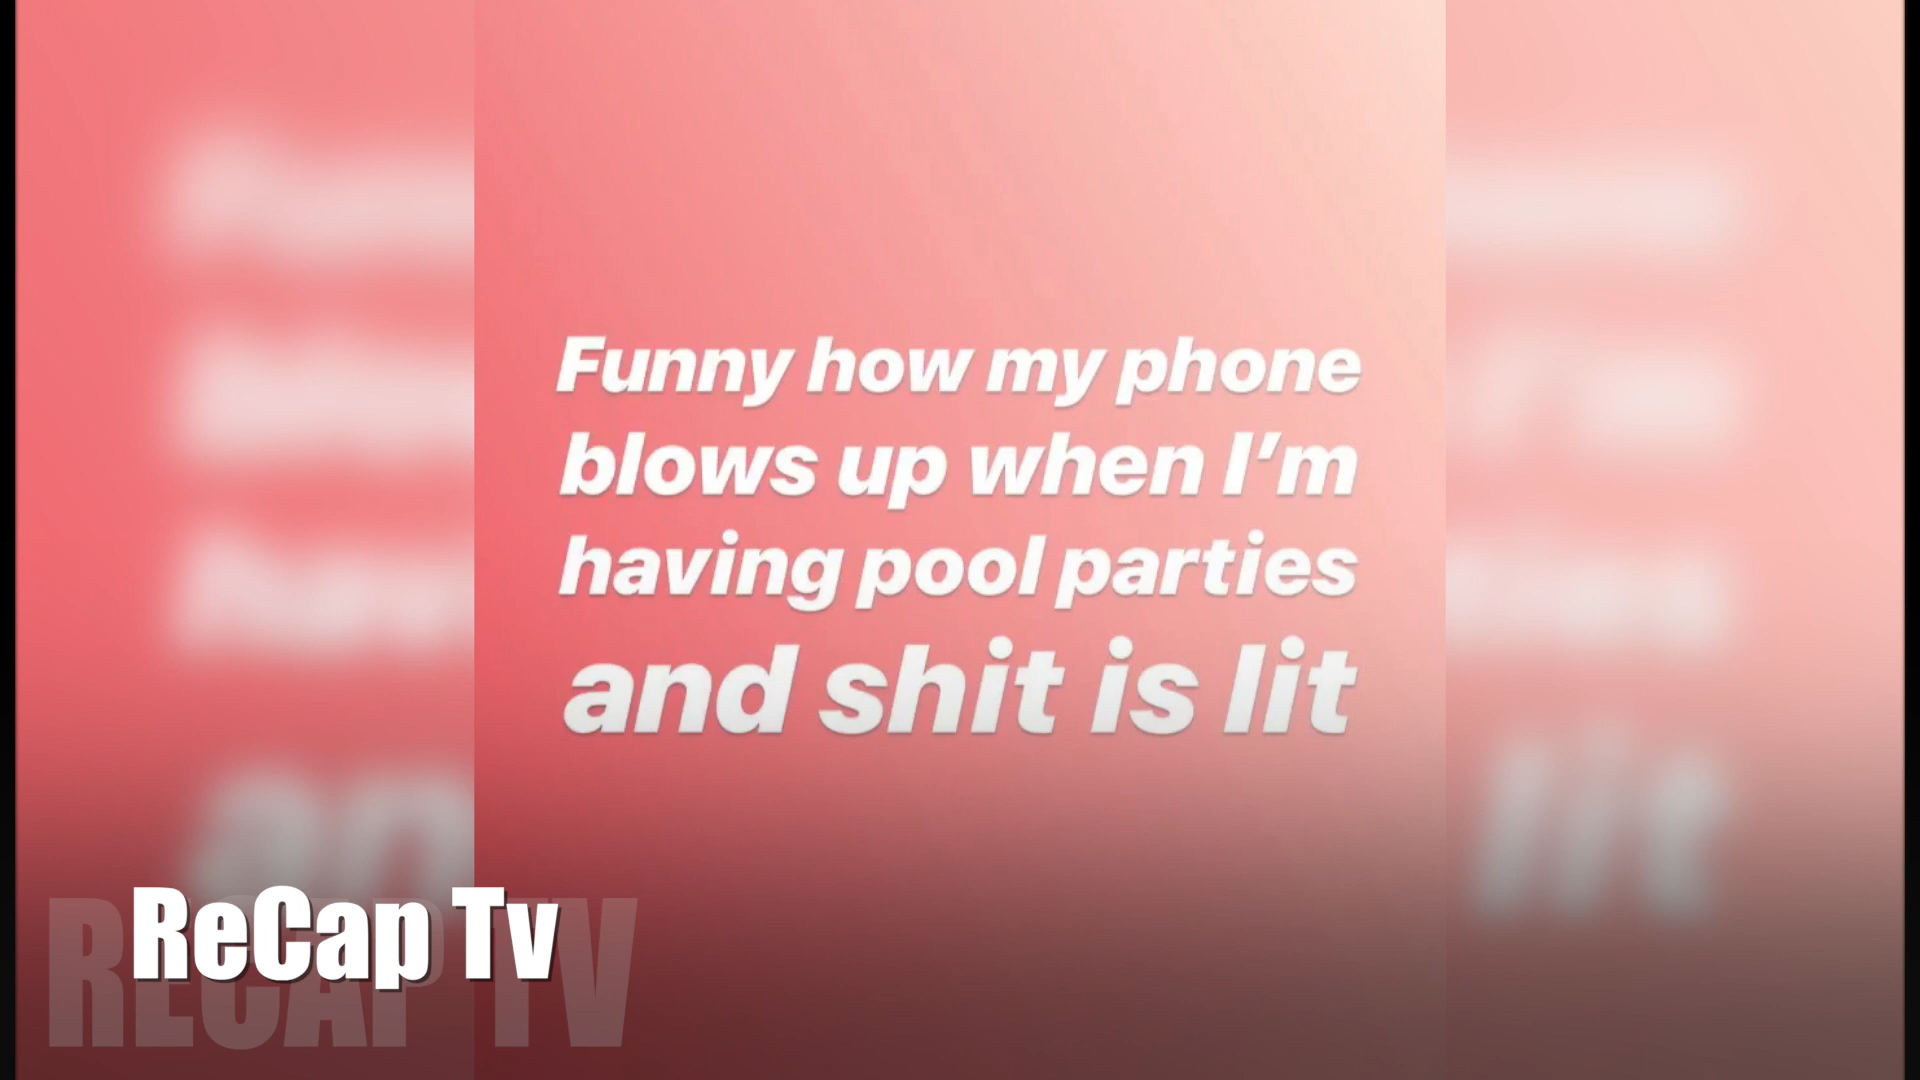 Funny how my phone
blows up when I’m
having pool parties
and shit is lit
ReCap Tv
RECAP TV